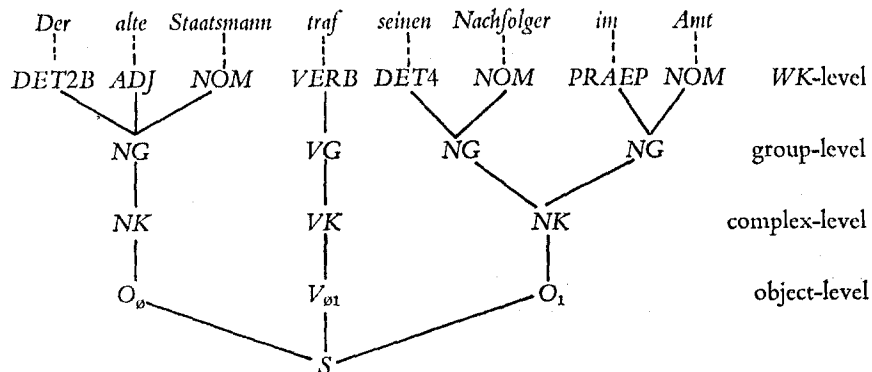 Der alte Staatsmann traf seinen Nachfolger im Amt
DET2B ADJ NOM VERB DET4 NOM PRAEP NOM WK-level
NG VG NG NG group-level
NK VK NK complex-level
Oø Vø1 O1 object-level
S